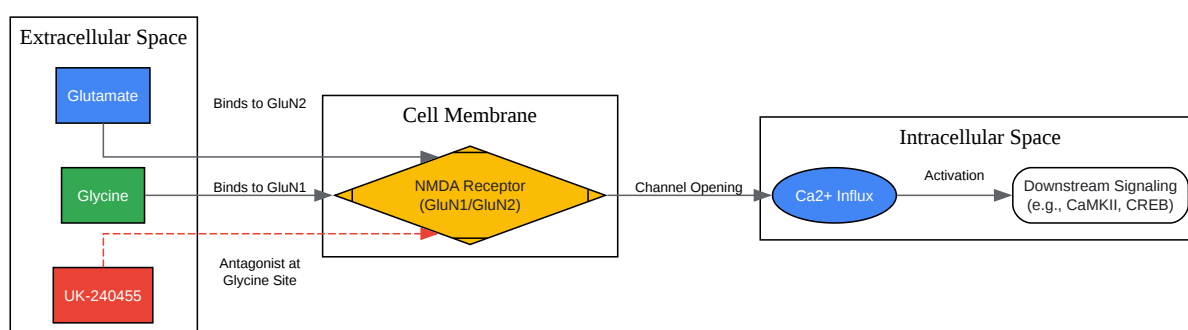 Extracellular Space
Glutamate
Glycine
UK-240455
Binds to GluN2
Binds to GluN1
Antagonist at
Glycine Site
Cell Membrane
NMDA Receptor
(GluN1/GluN2)
Channel Opening
Intracellular Space
Ca2+ Influx
Activation
Downstream Signaling
(e.g., CaMKII, CREB)